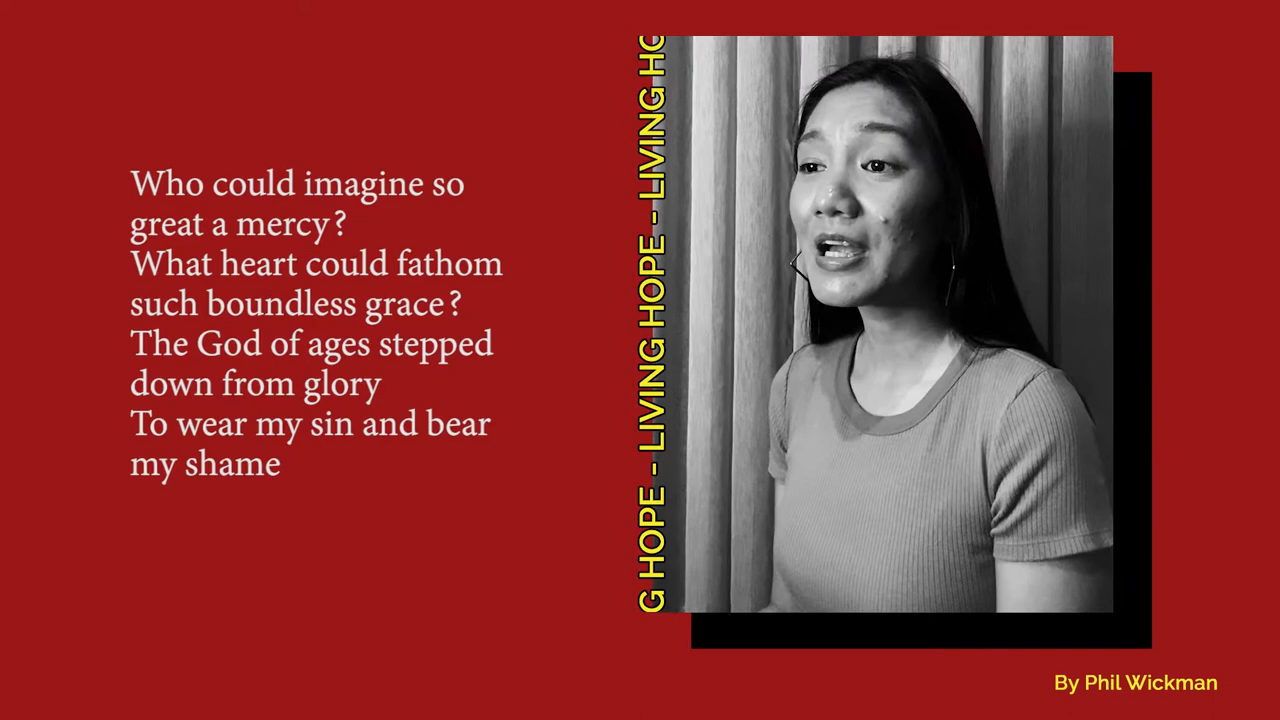 Who could imagine so
great a mercy?
What heart could fathom
such boundless grace?
The God of ages stepped
down from glory
To wear my sin and bear
my shame
G HOPE - LIVING HOPE - LIVING HO
By Phil Wickman